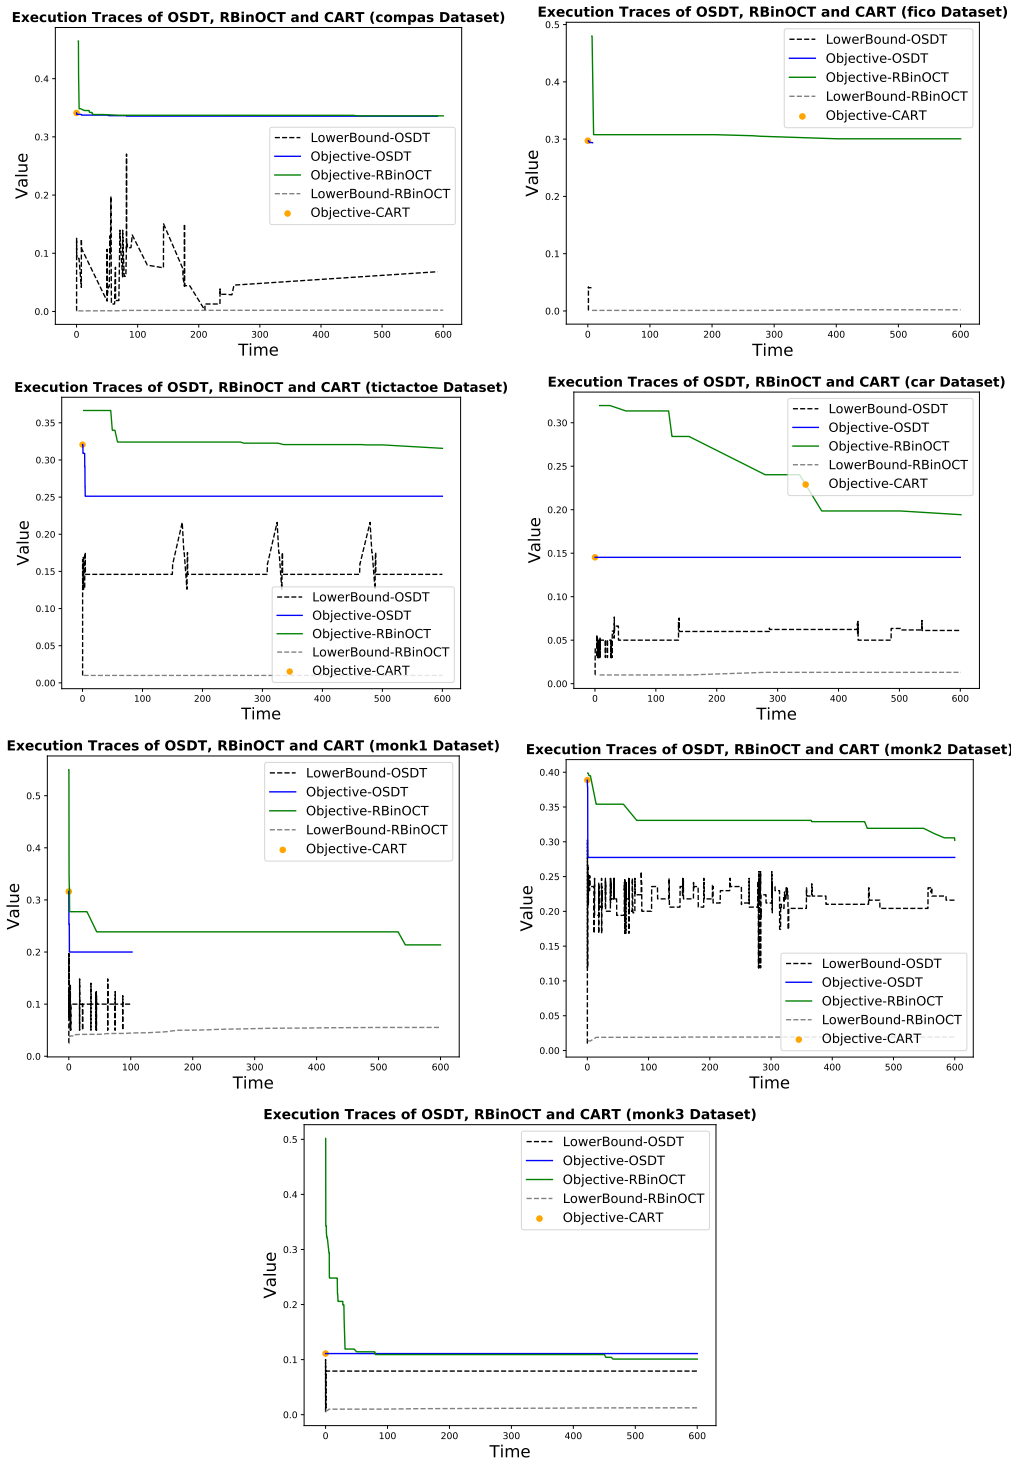 Execution Traces of OSDT, RBinOCT and CART (compas Dataset)
Value
0.4
0.3
0.2
0.1
0.0
LowerBound-OSDT
Objective-OSDT
Objective-RBinOCT
LowerBound-RBinOCT
Objective-CART
0 100 200 300 400 500 600
Time
Execution Traces of OSDT, RBinOCT and CART (fico Dataset)
Value
0.5
0.4
0.3
0.2
0.1
0.0
LowerBound-OSDT
Objective-OSDT
Objective-RBinOCT
LowerBound-RBinOCT
Objective-CART
0 100 200 300 400 500 600
Time
Execution Traces of OSDT, RBinOCT and CART (tictactoe Dataset)
Value
0.35
0.30
0.25
0.20
0.15
0.10
0.05
0.00
LowerBound-OSDT
Objective-OSDT
Objective-RBinOCT
LowerBound-RBinOCT
Objective-CART
0 100 200 300 400 500 600
Time
Execution Traces of OSDT, RBinOCT and CART (car Dataset)
Value
0.30
0.25
0.20
0.15
0.10
0.05
0.00
LowerBound-OSDT
Objective-OSDT
Objective-RBinOCT
LowerBound-RBinOCT
Objective-CART
0 100 200 300 400 500 600
Time
Execution Traces of OSDT, RBinOCT and CART (monk1 Dataset)
Value
0.5
0.4
0.3
0.2
0.1
0.0
LowerBound-OSDT
Objective-OSDT
Objective-RBinOCT
LowerBound-RBinOCT
Objective-CART
0 100 200 300 400 500 600
Time
Execution Traces of OSDT, RBinOCT and CART (monk2 Dataset)
Value
0.40
0.35
0.30
0.25
0.20
0.15
0.10
0.05
0.00
LowerBound-OSDT
Objective-OSDT
Objective-RBinOCT
LowerBound-RBinOCT
Objective-CART
0 100 200 300 400 500 600
Time
Execution Traces of OSDT, RBinOCT and CART (monk3 Dataset)
Value
0.5
0.4
0.3
0.2
0.1
0.0
LowerBound-OSDT
Objective-OSDT
Objective-RBinOCT
LowerBound-RBinOCT
Objective-CART
0 100 200 300 400 500 600
Time